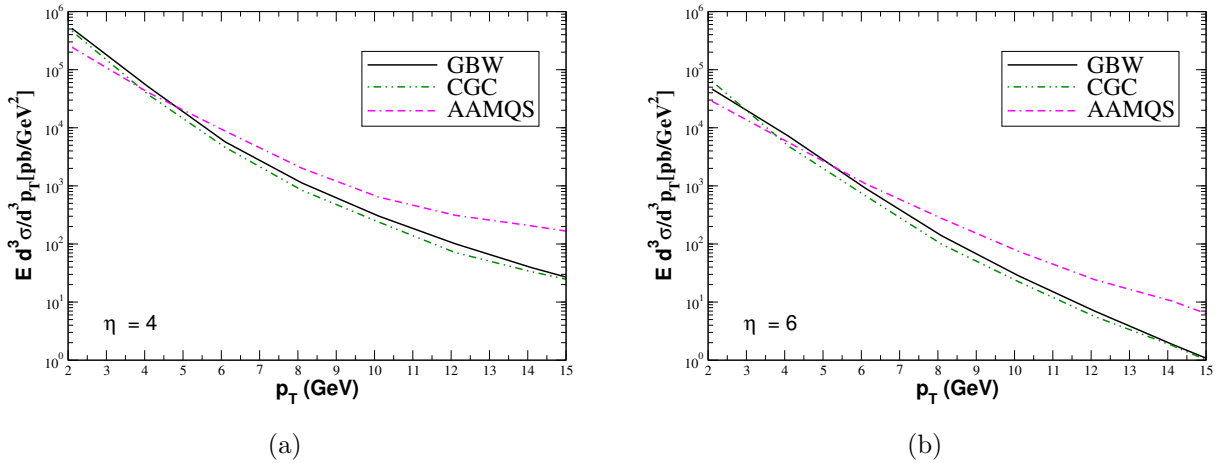 10^6
10^5
10^4
10^3
10^2
10^1
10^0
E d^3σ/d^3p_T[pb/GeV^2]
GBW
CGC
AAMQS
η = 4
2 3 4 5 6 7 8 9 10 11 12 13 14 15
p_T (GeV)
(a)
10^6
10^5
10^4
10^3
10^2
10^1
10^0
E d^3σ/d^3p_T[pb/GeV^2]
GBW
CGC
AAMQS
η = 6
2 3 4 5 6 7 8 9 10 11 12 13 14 15
p_T (GeV)
(b)